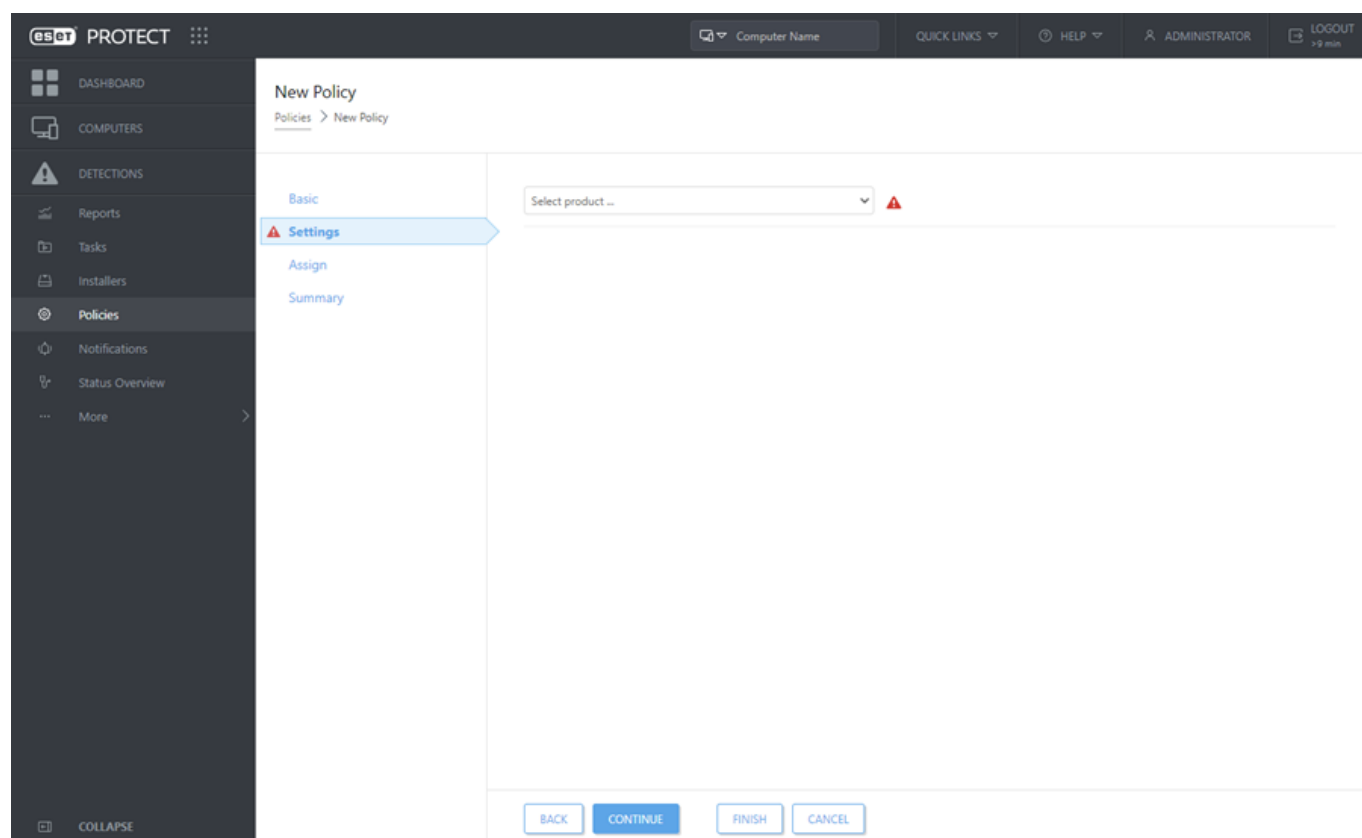 eset PROTECT
Computer Name
QUICK LINKS
HELP
ADMINISTRATOR
LOGOUT
>9 min
DASHBOARD
COMPUTERS
DETECTIONS
Reports
Tasks
Installers
Policies
Notifications
Status Overview
More
COLLAPSE
New Policy
Policies > New Policy
Basic
Settings
Assign
Summary
Select product ...
BACK
CONTINUE
FINISH
CANCEL